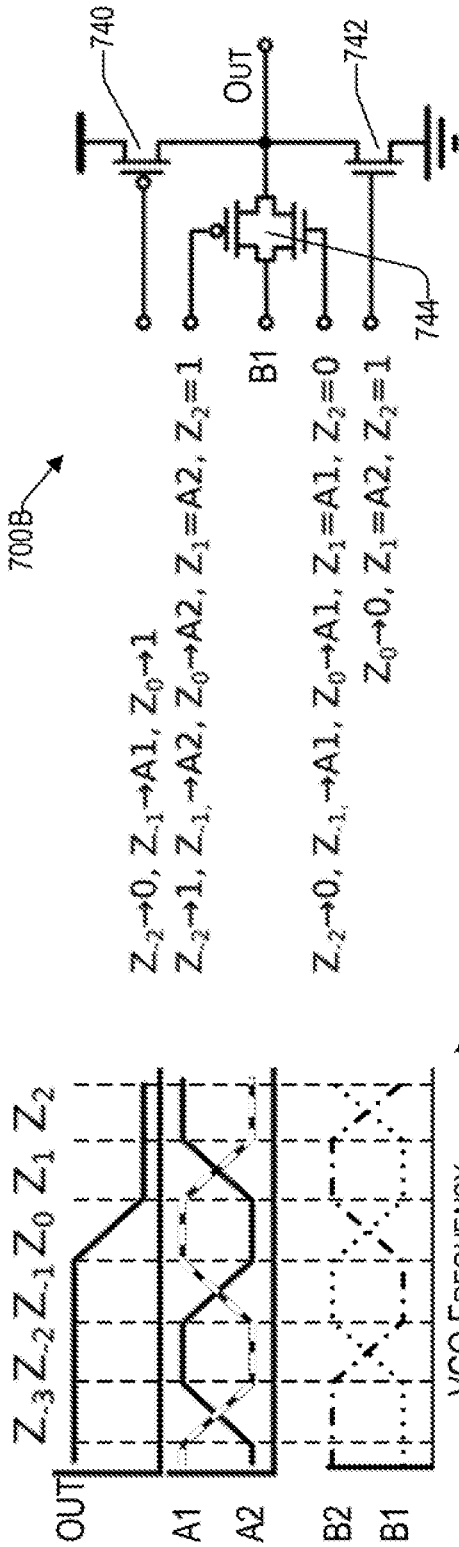 700B
Z₋₃ Z₋₂ Z₋₁ Z₀ Z₁ Z₂
OUT
A1
A2
B2
B1
VCO FREQUENCY
Z₋₂→0, Z₋₁→A1, Z₀→1
Z₋₂→1, Z₋₁,→A2, Z₀→A2, Z₁=A2, Z₂=1
B1
Z₋₂→0, Z₋₁,→A1, Z₀→A1, Z₁=A1, Z₂=0
Z₀→0, Z₁=A2, Z₂=1
740
OUT
744
742